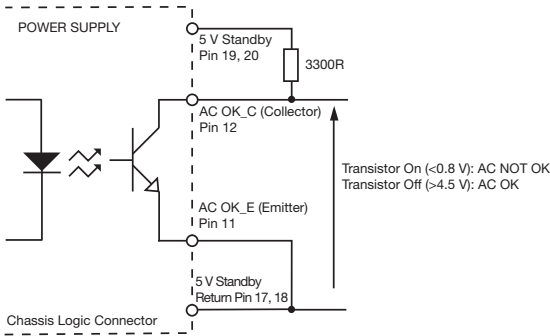 POWER SUPPLY
5 V Standby
Pin 19, 20
3300R
AC OK_C (Collector)
Pin 12
Transistor On (<0.8 V): AC NOT OK
Transistor Off (>4.5 V): AC OK
AC OK_E (Emitter)
Pin 11
5 V Standby
Return Pin 17, 18
Chassis Logic Connector